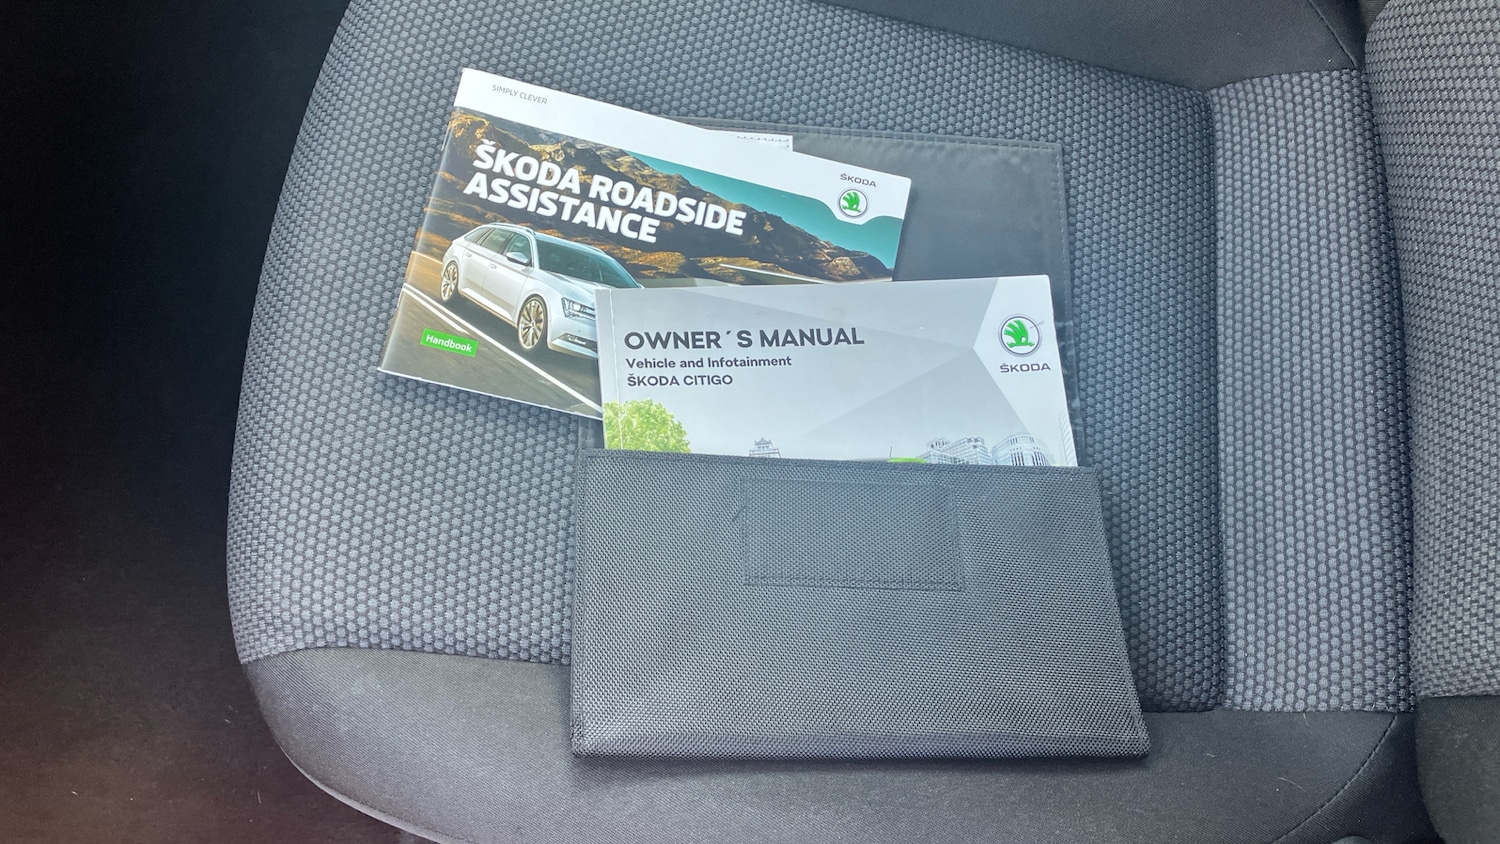 SIMPLY CLEVER
ŠKODA
ŠKODA ROADSIDE
ASSISTANCE
Handbook
OWNER´S MANUAL
Vehicle and Infotainment
ŠKODA CITIGO
ŠKODA